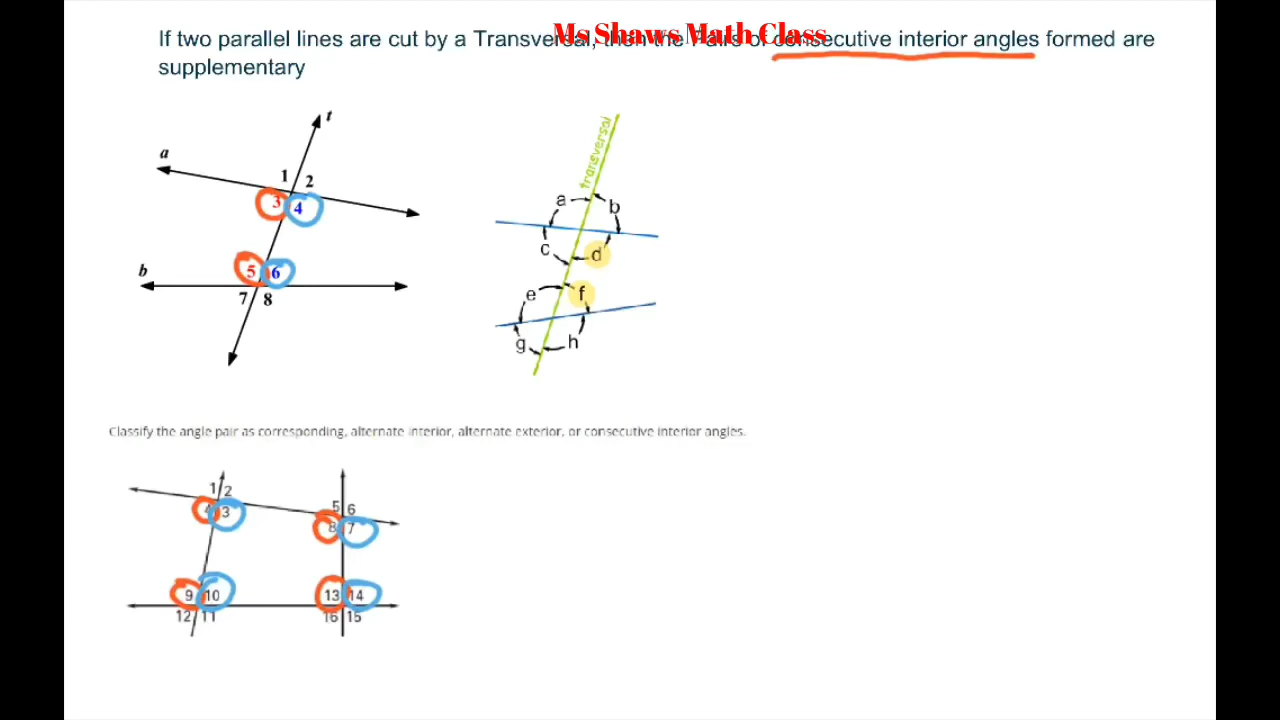 Ms Shaws Math Class
If two parallel lines are cut by a Transversal, then the Pairs of consecutive interior angles formed are
supplementary
t
a
1 2
3 4
b
5 6
7 8
transversal
a b
c d
e f
g h
Classify the angle pair as corresponding, alternate interior, alternate exterior, or consecutive interior angles.
1 2
4 3
5 6
8 7
9 10
13 14
12 11
16 15